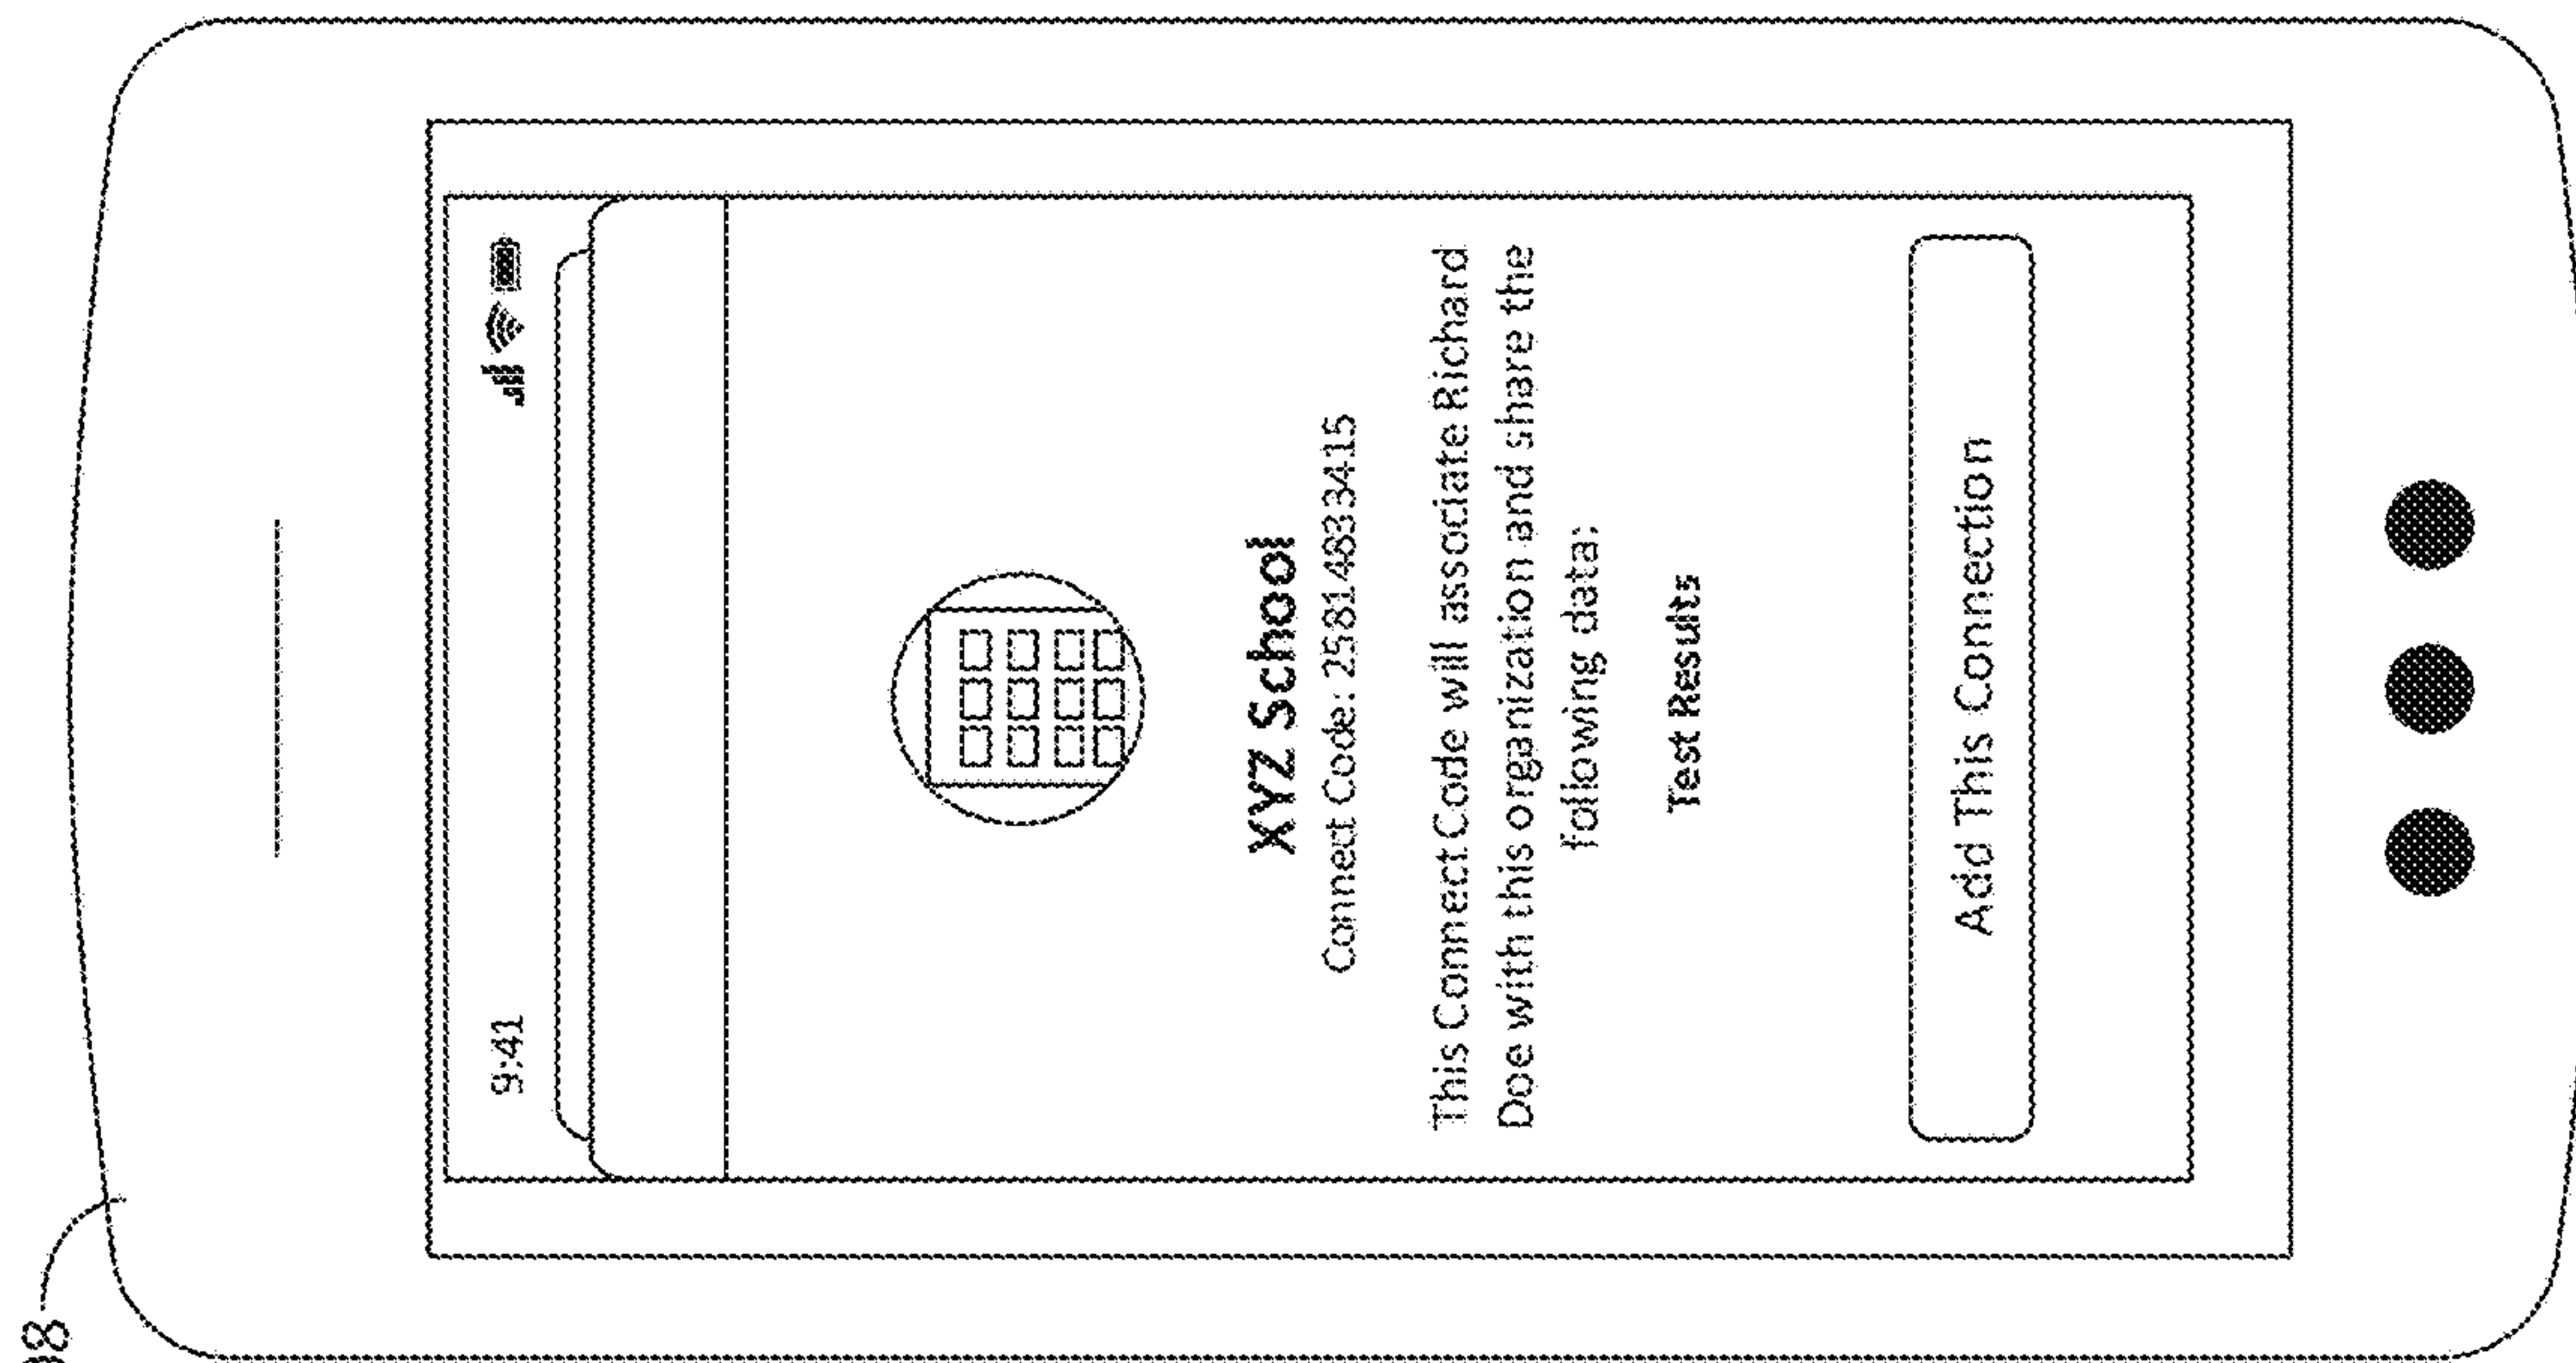 9:41
XYZ School
Connect Code: 25814833415
This Connect Code will associate Richard
Doe with this organization and share the
following data:
Test Results
Add This Connection